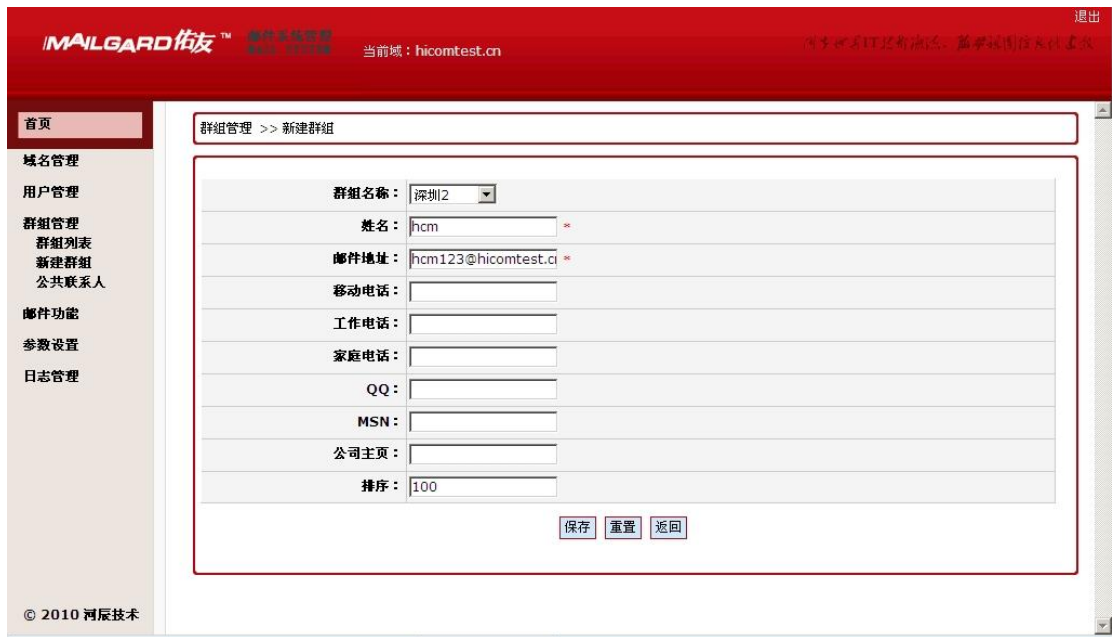 退出
MAILGARD佑友™
当前域：hicomtest.cn
首页
域名管理
用户管理
群组管理
群组列表
新建群组
公共联系人
邮件功能
参数设置
日志管理
© 2010 河辰技术
群组管理 >> 新建群组
群组名称： 深圳2
姓名： hcm *
邮件地址： hcm123@hicomtest.c *
移动电话：
工作电话：
家庭电话：
QQ：
MSN：
公司主页：
排序： 100
保存 重置 返回